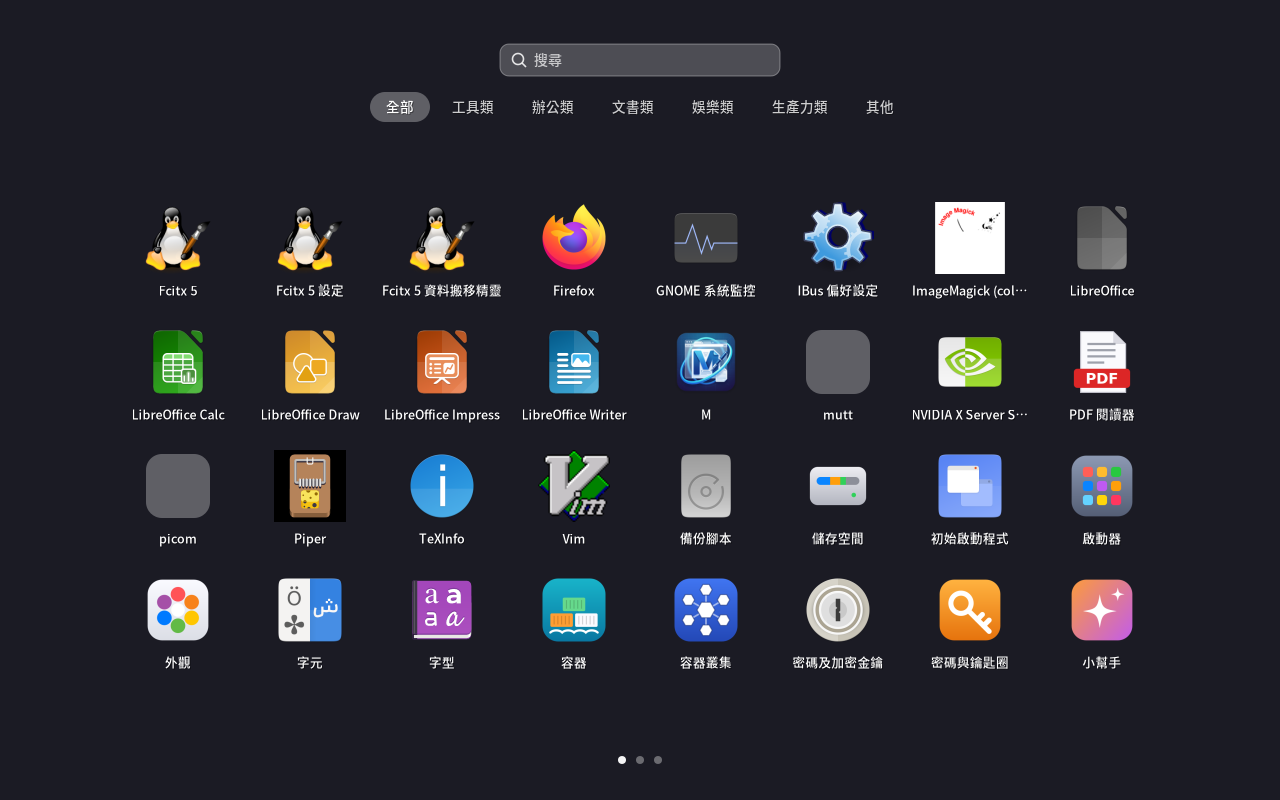 搜尋
全部
工具類
辦公類
文書類
娛樂類
生產力類
其他
Image Magick
Fcitx 5
Fcitx 5 設定
Fcitx 5 資料搬移精靈
Firefox
GNOME 系統監控
IBus 偏好設定
ImageMagick (col…
LibreOffice
LibreOffice Calc
LibreOffice Draw
LibreOffice Impress
LibreOffice Writer
M
mutt
NVIDIA X Server S…
PDF
PDF 閱讀器
picom
Piper
TeXInfo
Vim
備份腳本
儲存空間
初始啟動程式
啟動器
外觀
字元
字型
容器
容器叢集
密碼及加密金鑰
密碼與鑰匙圈
小幫手